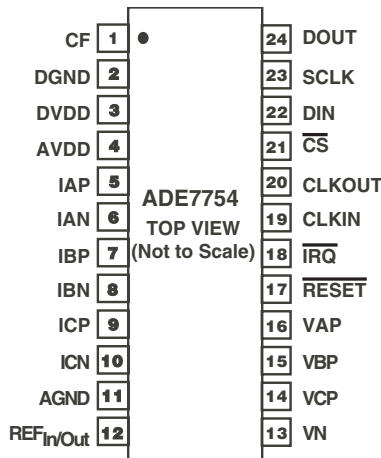 CF 1 24 DOUT
DGND 2 23 SCLK
DVDD 3 22 DIN
AVDD 4 21 CS
IAP 5 20 CLKOUT
IAN 6 19 CLKIN
IBP 7 18 IRQ
IBN 8 17 RESET
ICP 9 16 VAP
ICN 10 15 VBP
AGND 11 14 VCP
REFIn/Out 12 13 VN
ADE7754
TOP VIEW
(Not to Scale)